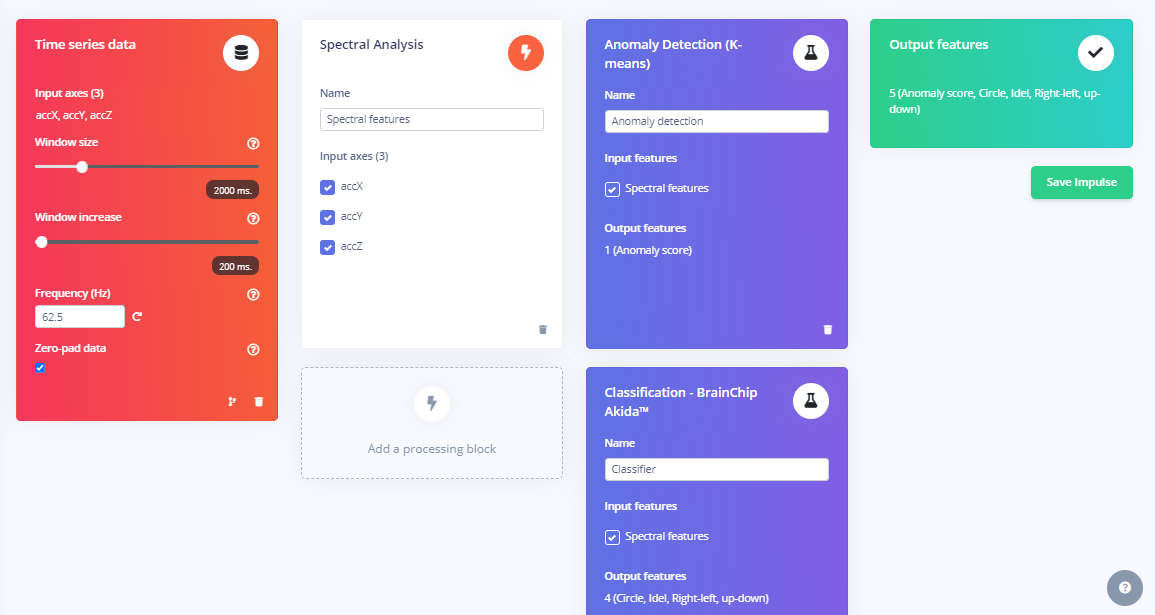 Time series data
Input axes (3)
accX, accY, accZ
Window size
2000 ms.
Window increase
200 ms.
Frequency (Hz)
62.5
Zero-pad data
Spectral Analysis
Name
Spectral features
Input axes (3)
accX
accY
accZ
Add a processing block
Anomaly Detection (K-
means)
Name
Anomaly detection
Input features
Spectral features
Output features
1 (Anomaly score)
Classification - BrainChip
Akida™
Name
Classifier
Input features
Spectral features
Output features
4 (Circle, Idel, Right-left, up-down)
Output features
5 (Anomaly score, Circle, Idel, Right-left, up-
down)
Save Impulse